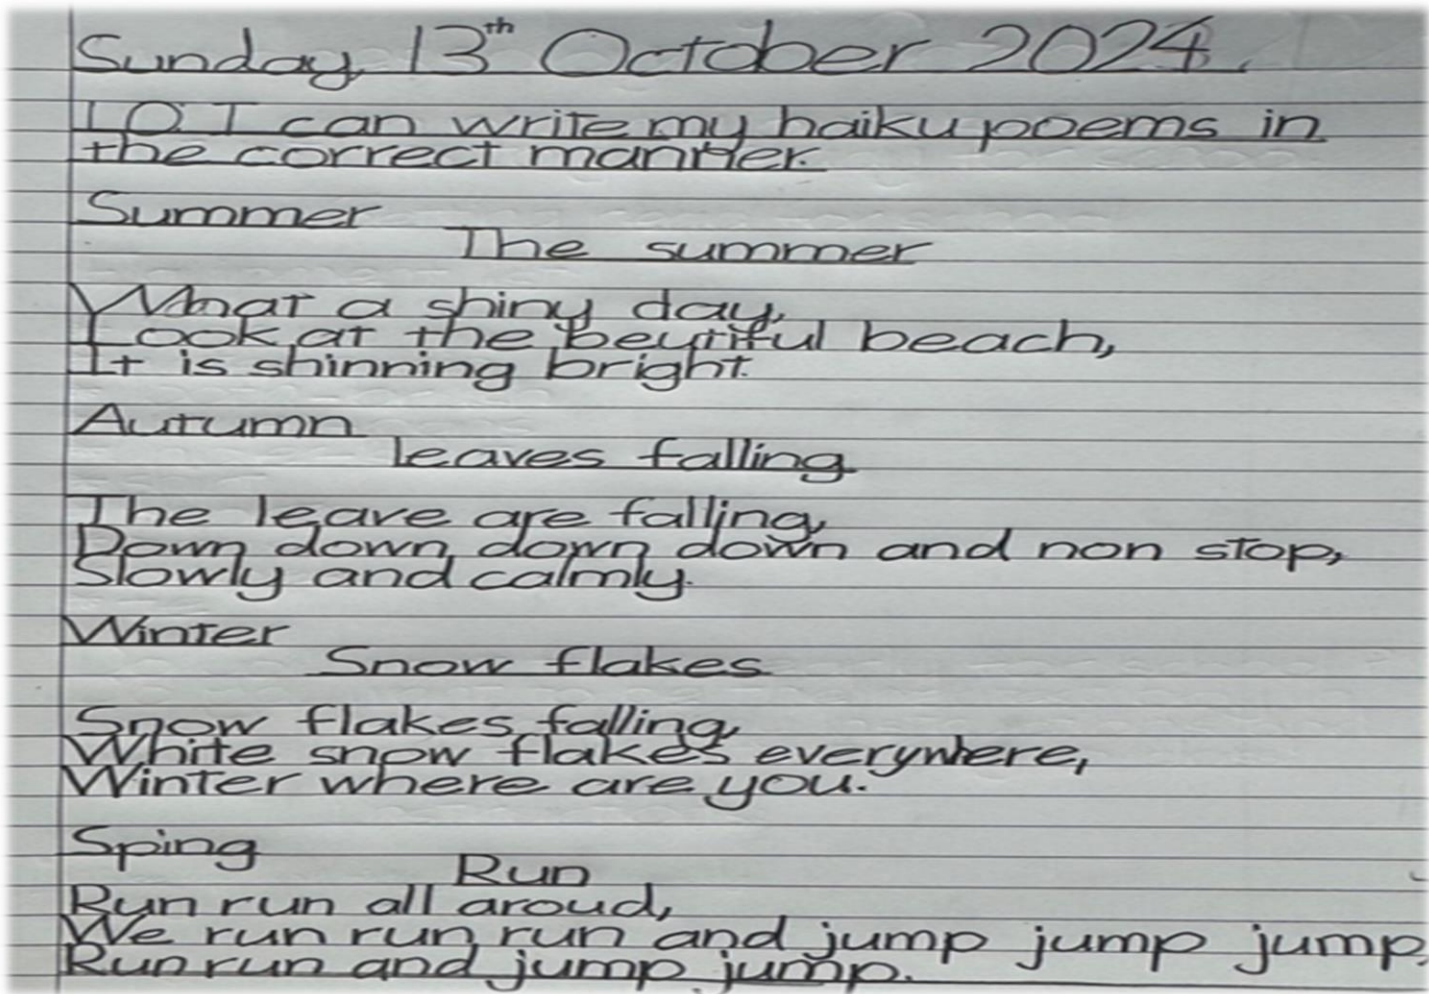 Sunday 13th October 2024.
LO: I can write my haiku poems in
the correct manner.
Summer
The summer
What a shiny day,
Look at the beytiful beach,
It is shinning bright.
Autumn
leaves falling
The leave are falling,
Down down, down down and non stop,
Slowly and calmly.
Winter
Snow flakes
Snow flakes falling,
White snow flakes everywhere,
Winter where are you.
Sping
Run
Run run all aroud,
We run run, run and jump jump jump,
Run run and jump jump.